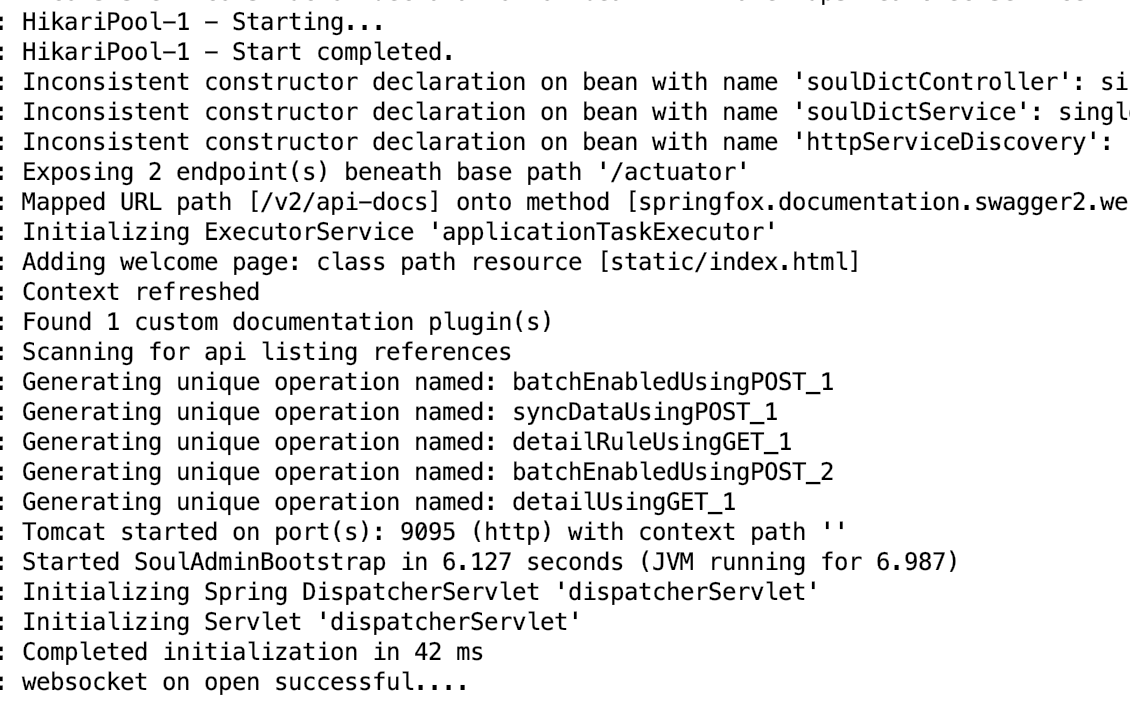 : HikariPool-1 - Starting...
: HikariPool-1 - Start completed.
: Inconsistent constructor declaration on bean with name 'soulDictController': si
: Inconsistent constructor declaration on bean with name 'soulDictService': singl
: Inconsistent constructor declaration on bean with name 'httpServiceDiscovery':
: Exposing 2 endpoint(s) beneath base path '/actuator'
: Mapped URL path [/v2/api-docs] onto method [springfox.documentation.swagger2.we
: Initializing ExecutorService 'applicationTaskExecutor'
: Adding welcome page: class path resource [static/index.html]
: Context refreshed
: Found 1 custom documentation plugin(s)
: Scanning for api listing references
: Generating unique operation named: batchEnabledUsingPOST_1
: Generating unique operation named: syncDataUsingPOST_1
: Generating unique operation named: detailRuleUsingGET_1
: Generating unique operation named: batchEnabledUsingPOST_2
: Generating unique operation named: detailUsingGET_1
: Tomcat started on port(s): 9095 (http) with context path ''
: Started SoulAdminBootstrap in 6.127 seconds (JVM running for 6.987)
: Initializing Spring DispatcherServlet 'dispatcherServlet'
: Initializing Servlet 'dispatcherServlet'
: Completed initialization in 42 ms
: websocket on open successful....